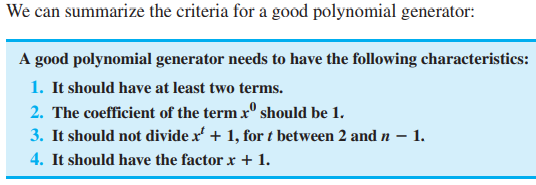 We can summarize the criteria for a good polynomial generator:
A good polynomial generator needs to have the following characteristics:
1. It should have at least two terms.
2. The coefficient of the term x⁰ should be 1.
3. It should not divide xᵗ + 1, for t between 2 and n − 1.
4. It should have the factor x + 1.